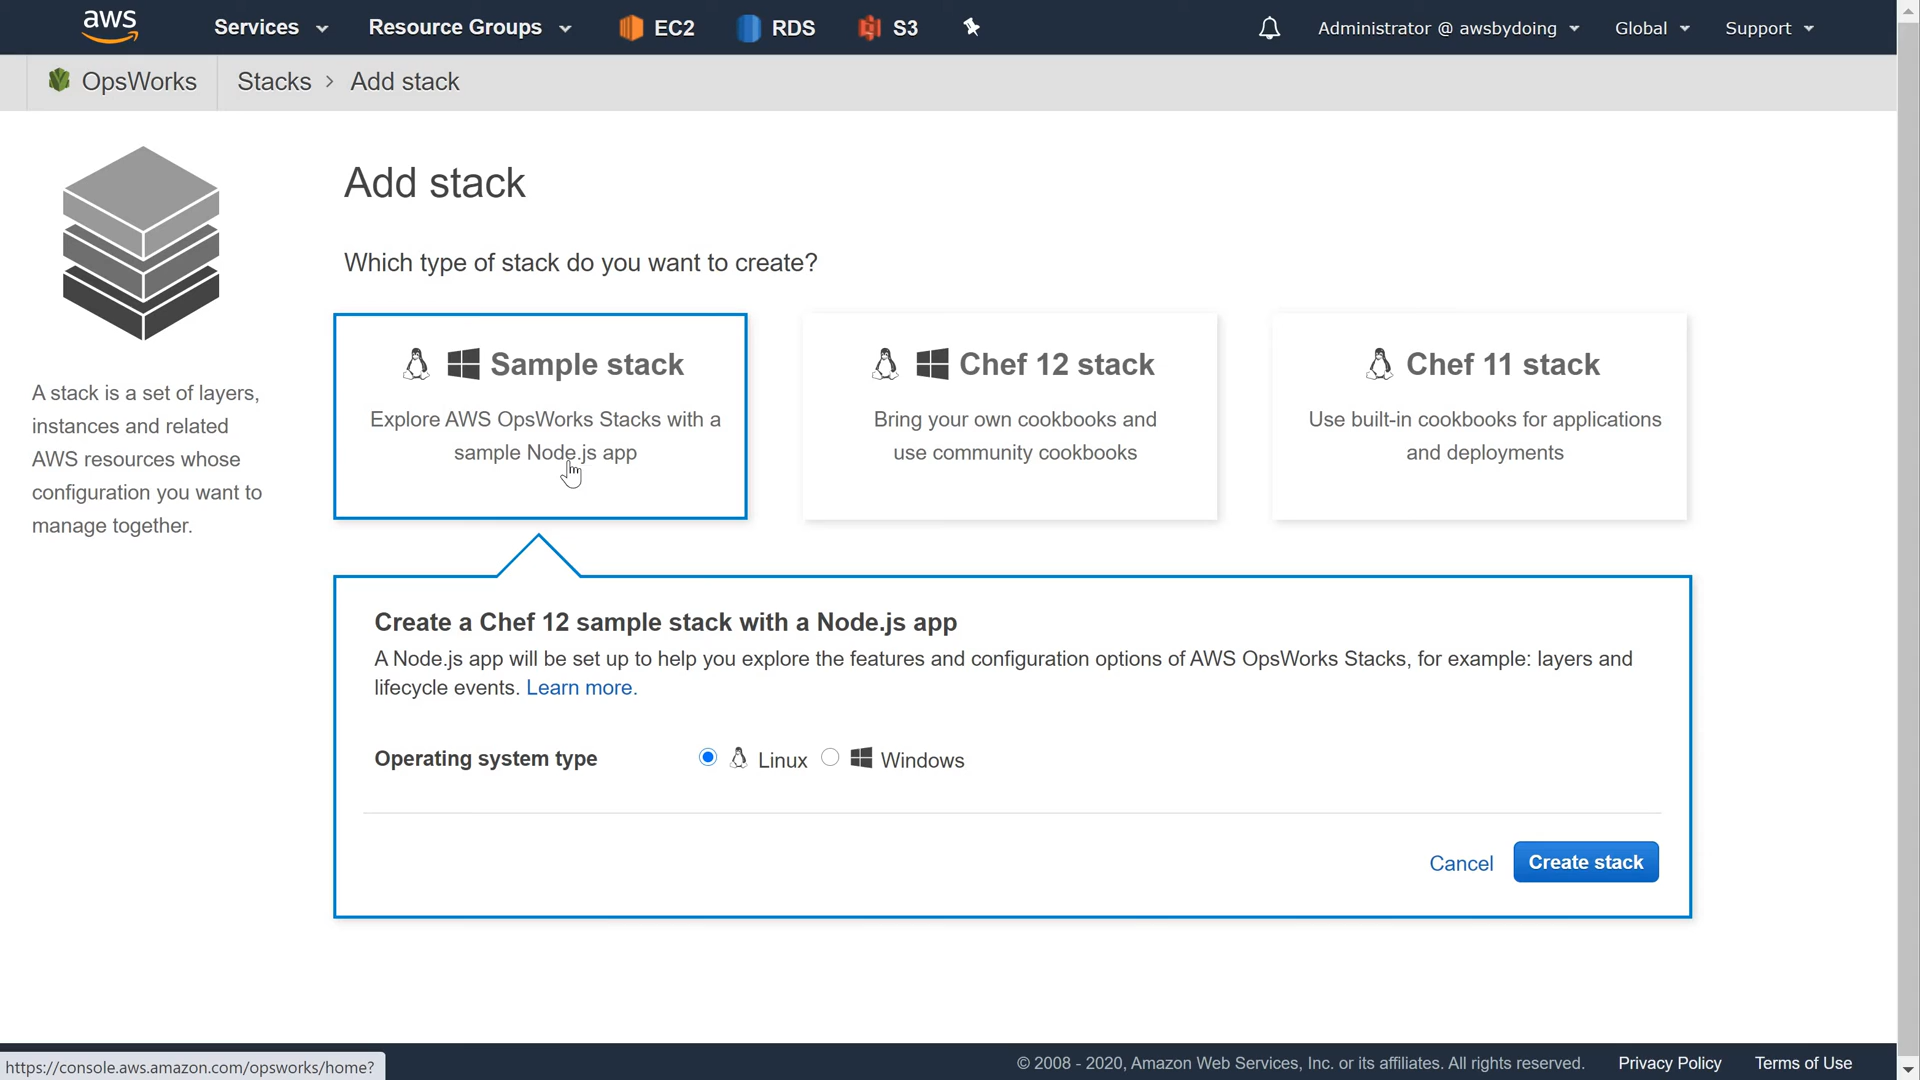 aws Services Resource Groups EC2 RDS S3 Administrator @ awsbydoing Global Support
OpsWorks Stacks > Add stack
Add stack
Which type of stack do you want to create?
A stack is a set of layers,
instances and related
AWS resources whose
configuration you want to
manage together.
Sample stack
Explore AWS OpsWorks Stacks with a
sample Node.js app
Chef 12 stack
Bring your own cookbooks and
use community cookbooks
Chef 11 stack
Use built-in cookbooks for applications
and deployments
Create a Chef 12 sample stack with a Node.js app
A Node.js app will be set up to help you explore the features and configuration options of AWS OpsWorks Stacks, for example: layers and
lifecycle events. Learn more.
Operating system type Linux Windows
Cancel Create stack
https://console.aws.amazon.com/opsworks/home?
© 2008 - 2020, Amazon Web Services, Inc. or its affiliates. All rights reserved. Privacy Policy Terms of Use